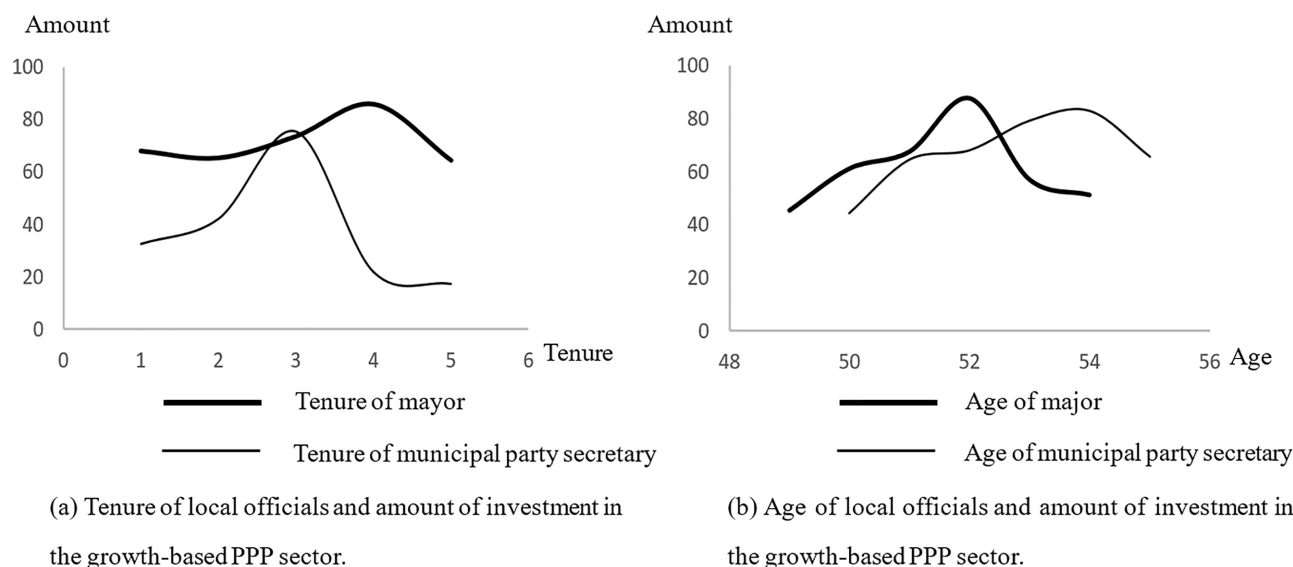 Amount
100
80
60
40
20
0
0 1 2 3 4 5 6 Tenure
Tenure of mayor
Tenure of municipal party secretary
(a) Tenure of local officials and amount of investment in
the growth-based PPP sector.
Amount
100
80
60
40
20
0
48 50 52 54 56 Age
Age of major
Age of municipal party secretary
(b) Age of local officials and amount of investment in
the growth-based PPP sector.